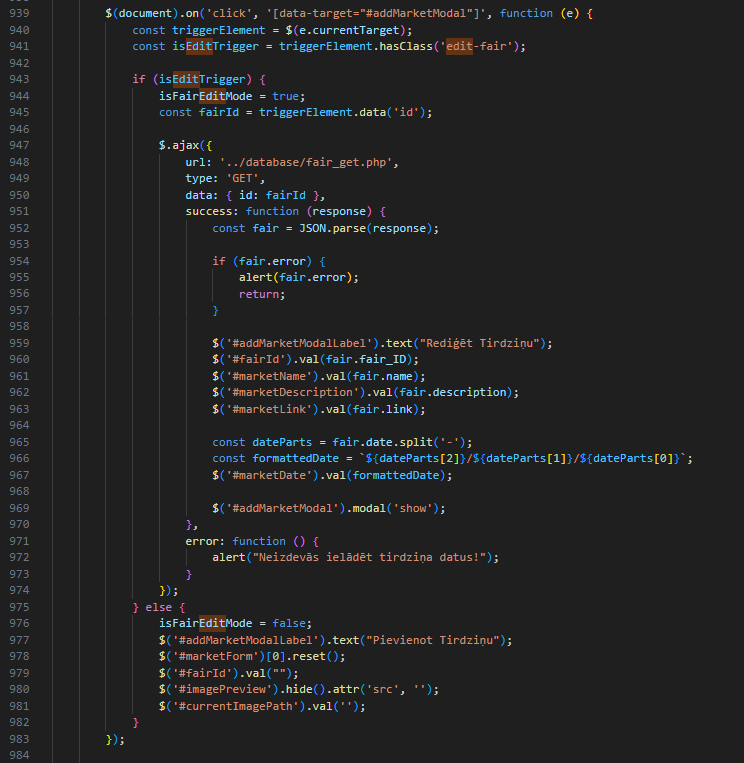 939 $(document).on('click', '[data-target="#addMarketModal"]', function (e) {
940 const triggerElement = $(e.currentTarget);
941 const isEditTrigger = triggerElement.hasClass('edit-fair');
942
943 if (isEditTrigger) {
944 isFairEditMode = true;
945 const fairId = triggerElement.data('id');
946
947 $.ajax({
948 url: '../database/fair_get.php',
949 type: 'GET',
950 data: { id: fairId },
951 success: function (response) {
952 const fair = JSON.parse(response);
953
954 if (fair.error) {
955 alert(fair.error);
956 return;
957 }
958
959 $('#addMarketModalLabel').text("Rediģēt Tirdziņu");
960 $('#fairId').val(fair.fair_ID);
961 $('#marketName').val(fair.name);
962 $('#marketDescription').val(fair.description);
963 $('#marketLink').val(fair.link);
964
965 const dateParts = fair.date.split('-');
966 const formattedDate = `${dateParts[2]}/${dateParts[1]}/${dateParts[0]}`;
967 $('#marketDate').val(formattedDate);
968
969 $('#addMarketModal').modal('show');
970 },
971 error: function () {
972 alert("Neizdevās ielādēt tirdziņa datus!");
973 }
974 });
975 } else {
976 isFairEditMode = false;
977 $('#addMarketModalLabel').text("Pievienot Tirdziņu");
978 $('#marketForm')[0].reset();
979 $('#fairId').val("");
980 $('#imagePreview').hide().attr('src', '');
981 $('#currentImagePath').val('');
982 }
983 });
984